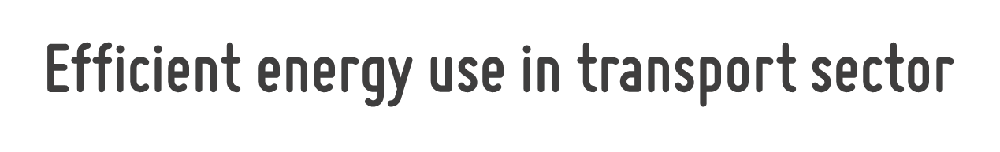 Efficient energy use in transport sector